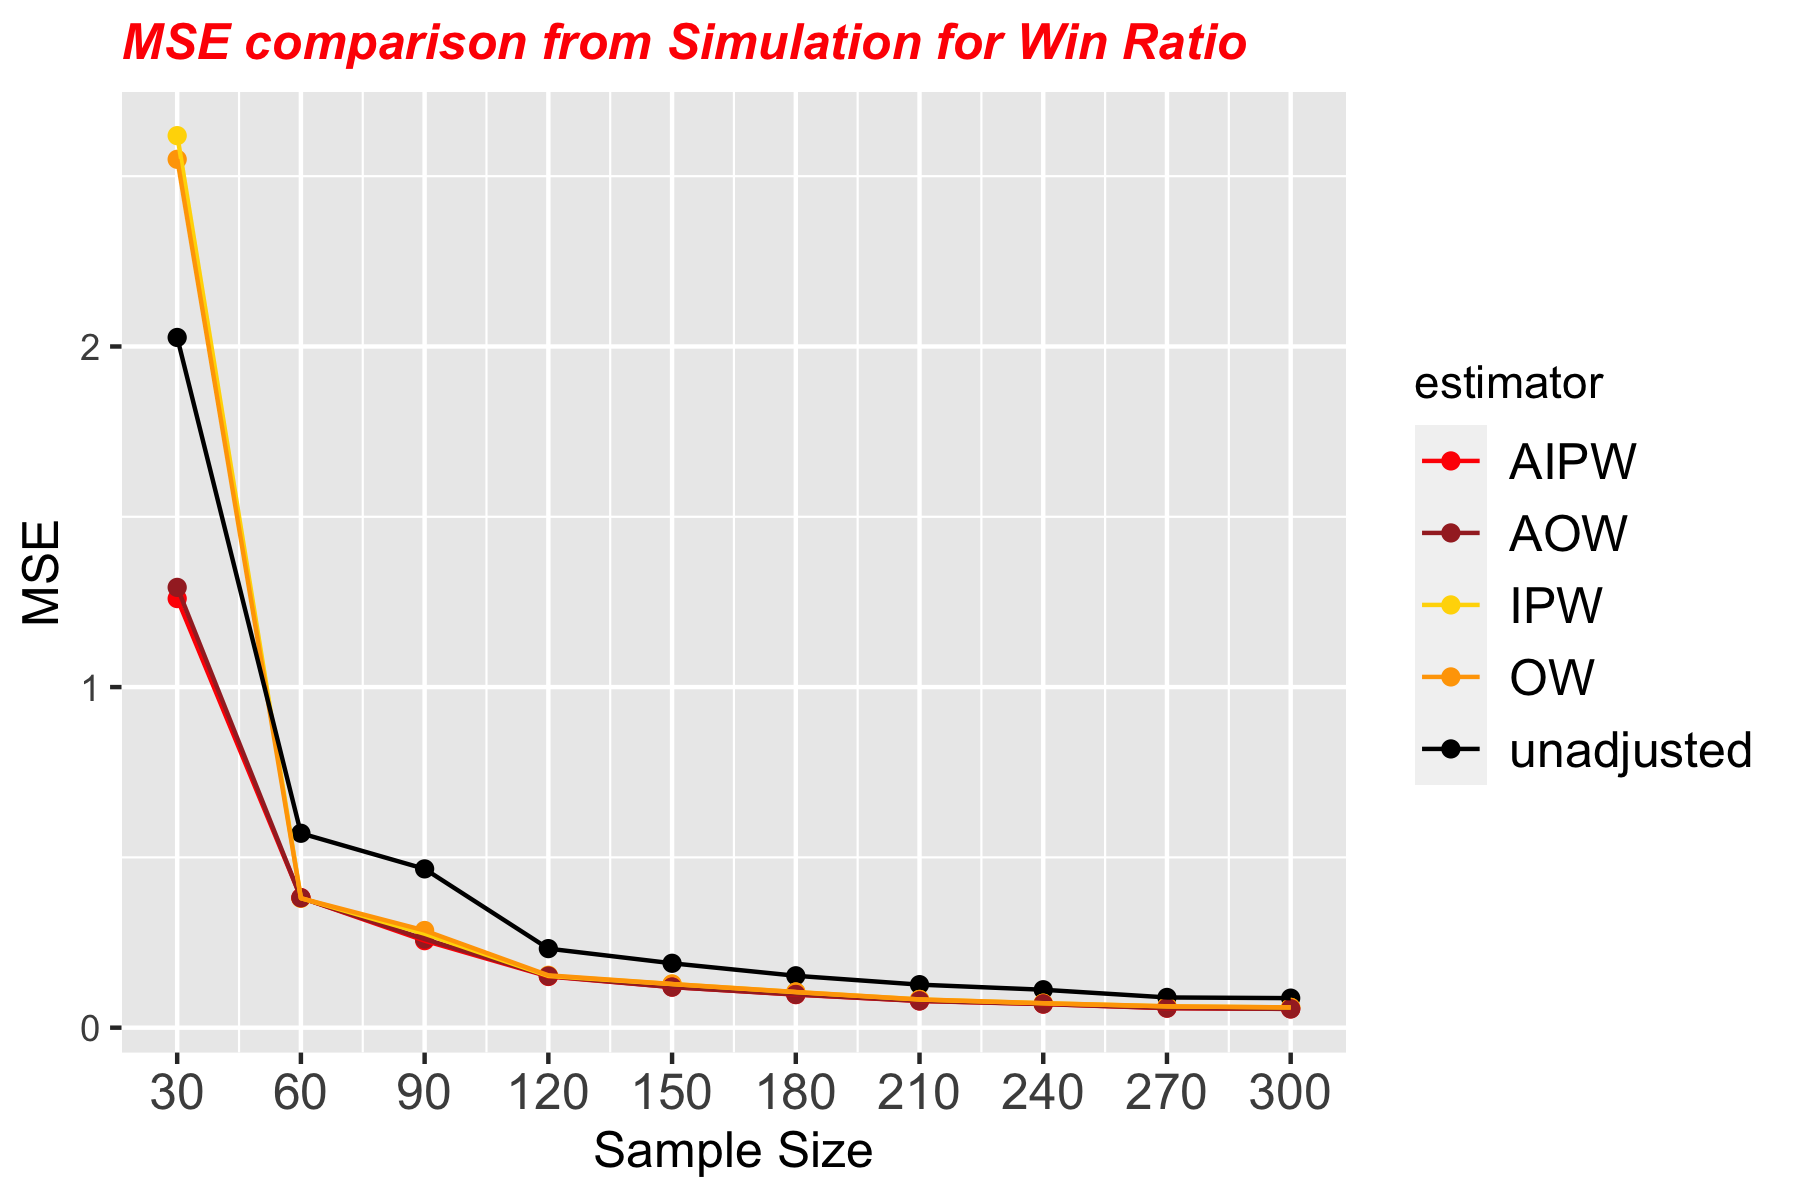 MSE comparison from Simulation for Win Ratio
MSE
2
1
0
30 60 90 120 150 180 210 240 270 300
Sample Size
estimator
AIPW
AOW
IPW
OW
unadjusted